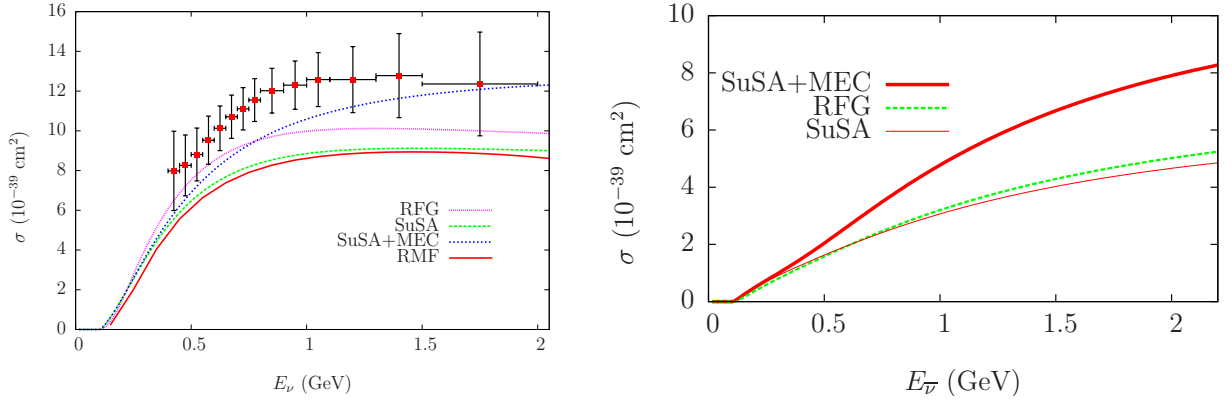 16
14
12
10
8
6
4
2
0
0
0.5
1
1.5
2
σ (10⁻³⁹ cm²)
E_ν (GeV)
RFG
SuSA
SuSA+MEC
RMF
10
8
6
4
2
0
0
0.5
1
1.5
2
σ (10⁻³⁹ cm²)
E_ν̅ (GeV)
SuSA+MEC
RFG
SuSA